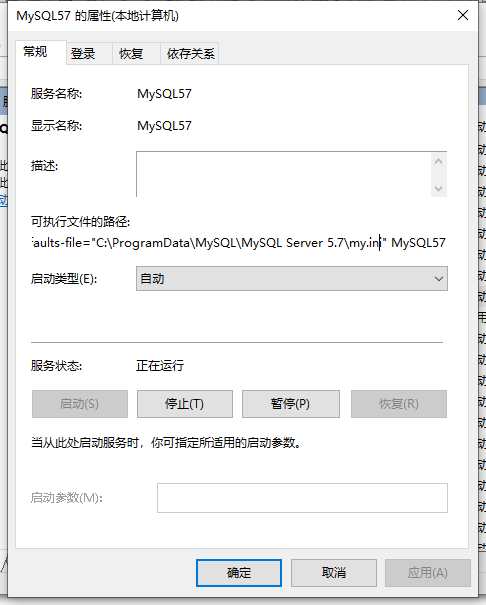 MySQL57 的属性(本地计算机)
常规 登录 恢复 依存关系
服务名称: MySQL57
显示名称: MySQL57
描述:
可执行文件的路径:
faults-file="C:\ProgramData\MySQL\MySQL Server 5.7\my.ini" MySQL57
启动类型(E): 自动
服务状态: 正在运行
启动(S) 停止(T) 暂停(P) 恢复(R)
当从此处启动服务时，你可指定所适用的启动参数。
启动参数(M):
确定 取消 应用(A)